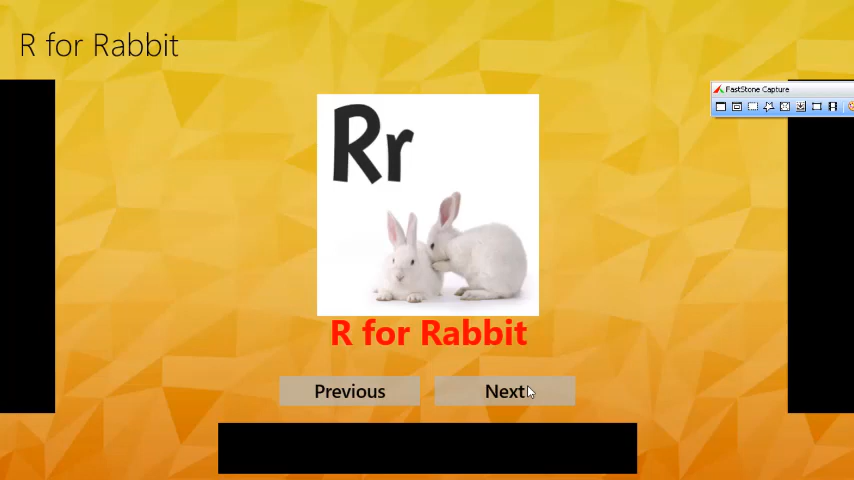 R for Rabbit
FastStone Capture
Rr
R for Rabbit
Previous
Next